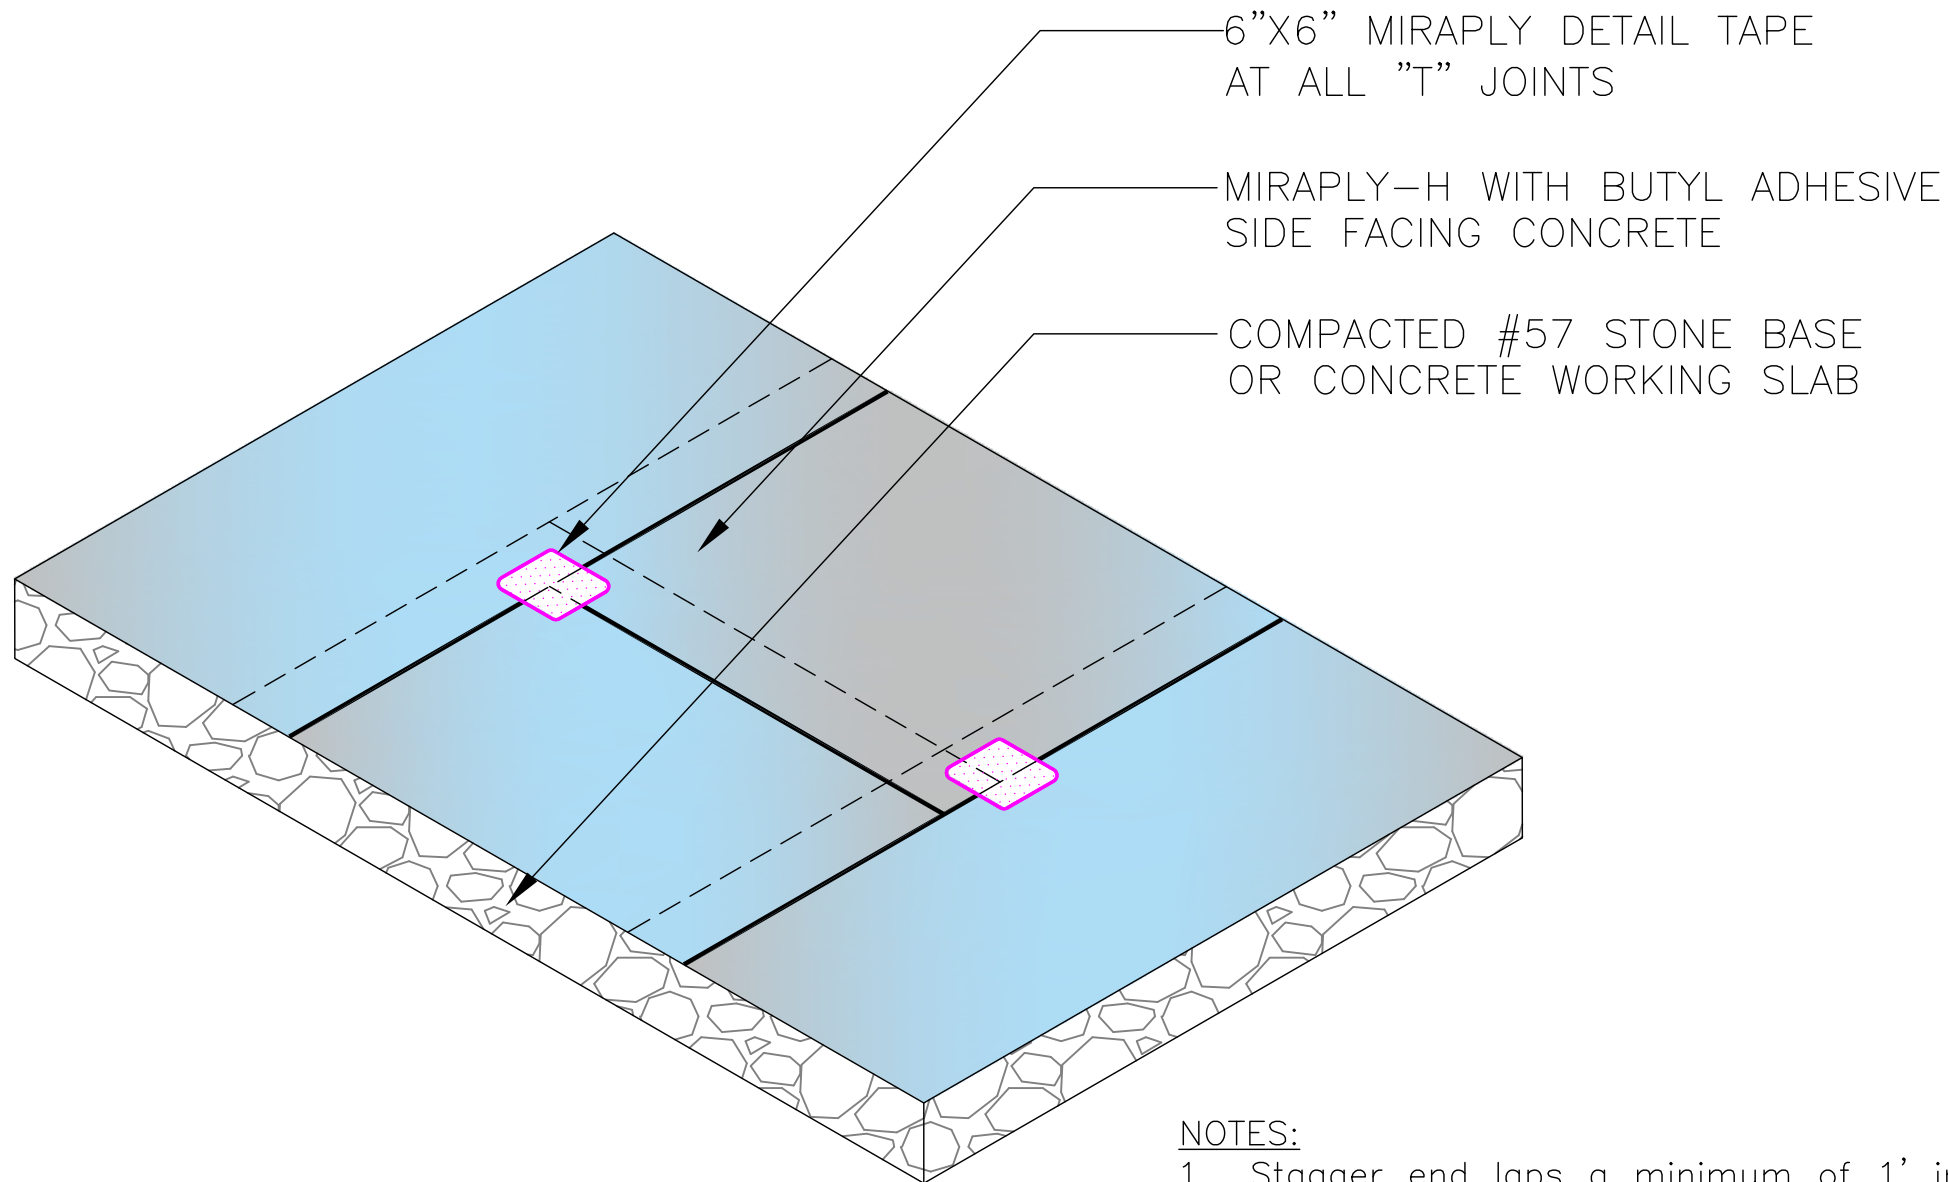 6”X6” MIRAPLY DETAIL TAPE
AT ALL ”T” JOINTS
MIRAPLY–H WITH BUTYL ADHESIVE
SIDE FACING CONCRETE
COMPACTED #57 STONE BASE
OR CONCRETE WORKING SLAB
NOTES:
1. Stagger end laps a minimum of 1’